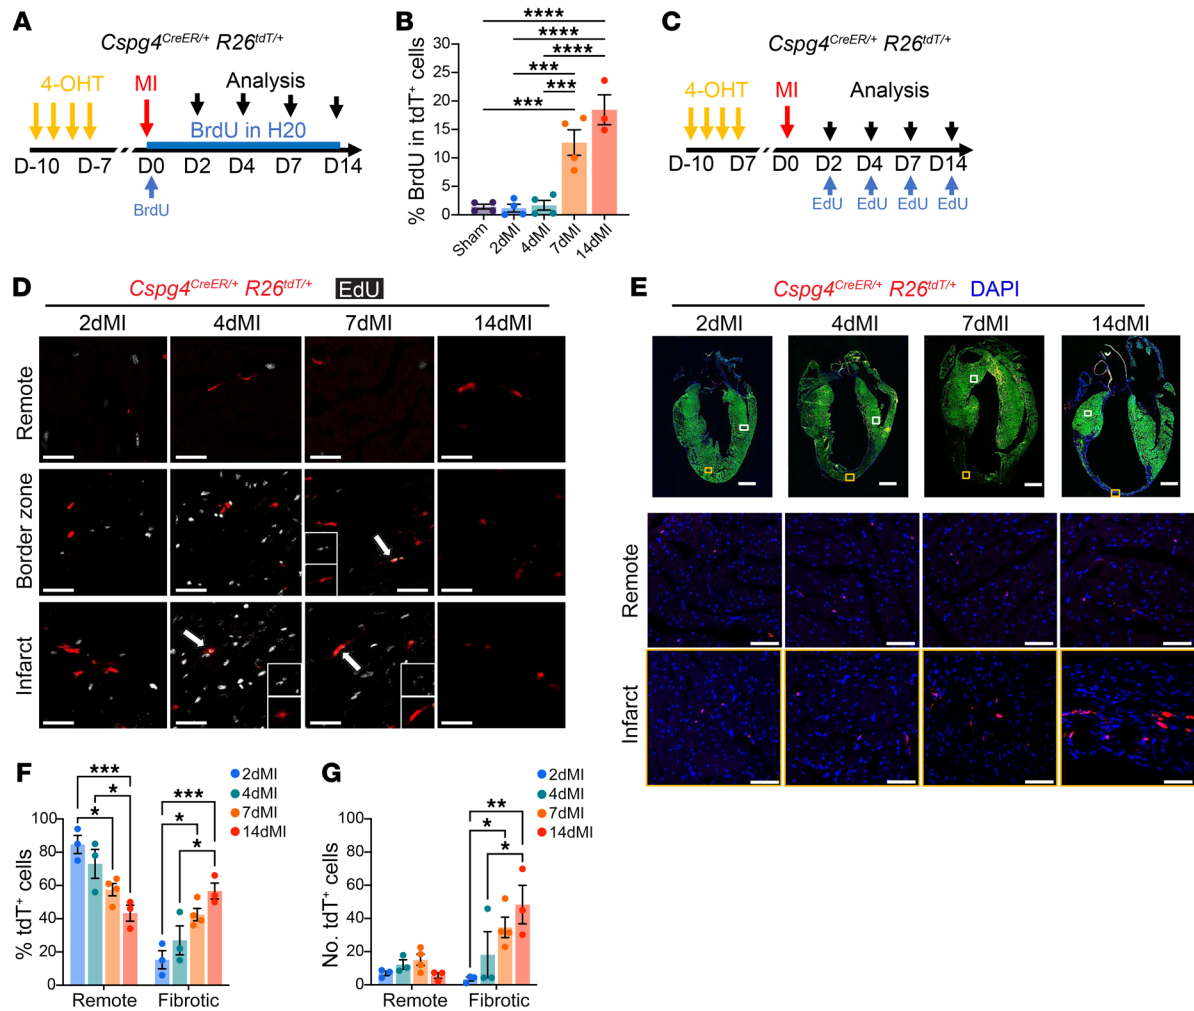 A
Cspg4CreER/+ R26tdT/+
4-OHT
MI
Analysis
BrdU in H20
D-10
D-7
D0
D2
D4
D7
D14
BrdU
B
% BrdU in tdT+ cells
30
25
20
15
10
5
0
****
****
****
***
***
***
Sham
2dMI
4dMI
7dMI
14dMI
C
Cspg4CreER/+ R26tdT/+
4-OHT
MI
Analysis
D-10
D7
D0
D2
D4
D7
D14
EdU
EdU
EdU
EdU
D
Cspg4CreER/+ R26tdT/+ EdU
2dMI
4dMI
7dMI
14dMI
Remote
Border zone
Infarct
E
Cspg4CreER/+ R26tdT/+ DAPI
2dMI
4dMI
7dMI
14dMI
Remote
Infarct
F
2dMI
4dMI
7dMI
14dMI
% tdT+ cells
100
80
60
40
20
0
***
*
*
***
*
*
Remote
Fibrotic
G
2dMI
4dMI
7dMI
14dMI
No. tdT+ cells
100
80
60
40
20
0
**
*
*
Remote
Fibrotic